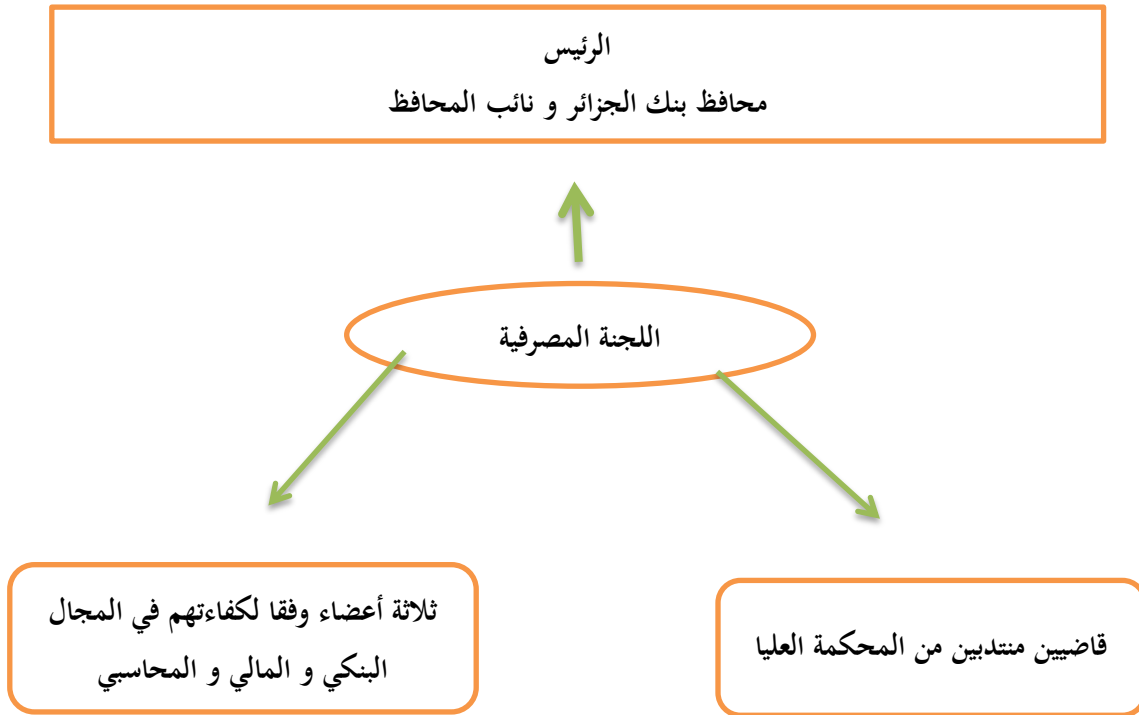 الرئيس
محافظ بنك الجزائر و نائب المحافظ
اللجنة المصرفية
قاضيين منتدبين من المحكمة العليا
ثلاثة أعضاء وفقا لكفاءتهم في المجال
البنكي و المالي و المحاسبي